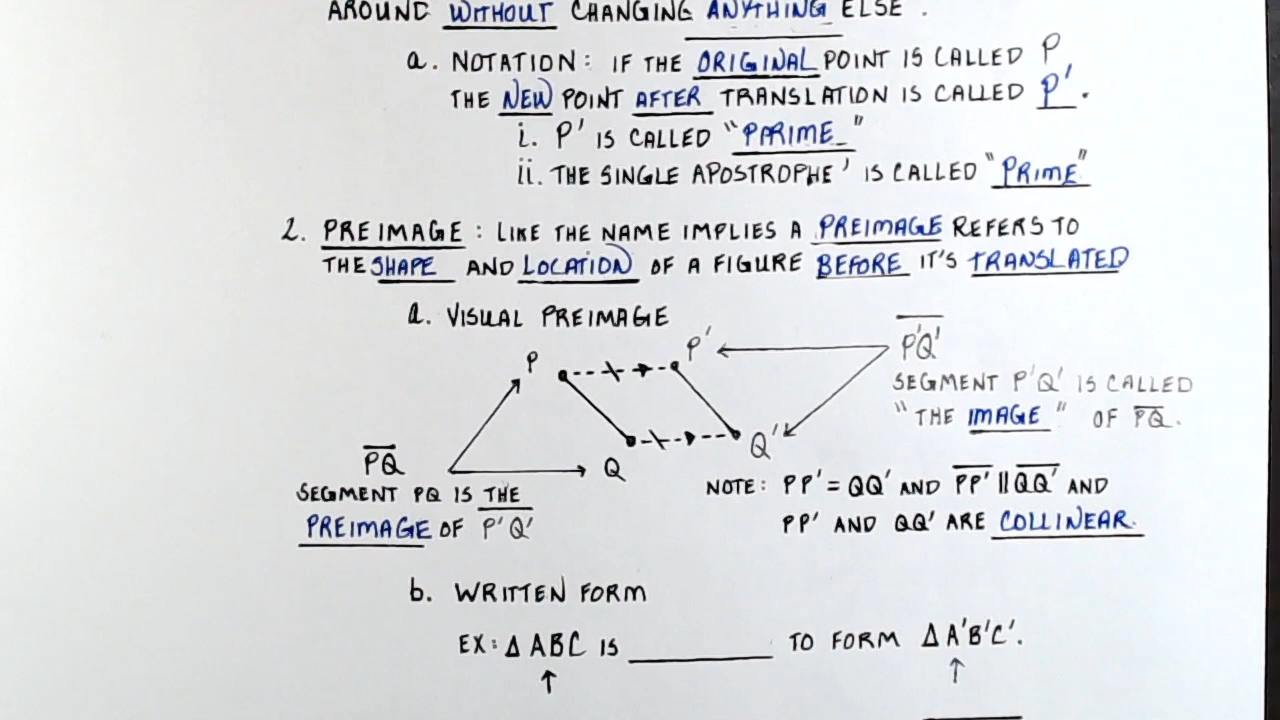 AROUND WITHOUT CHANGING ANYTHING ELSE.
a. NOTATION: IF THE ORIGINAL POINT IS CALLED P
THE NEW POINT AFTER TRANSLATION IS CALLED P'.
i. P' IS CALLED "PPRIME"
ii. THE SINGLE APOSTROPHE ' IS CALLED "PRIME"
2. PREIMAGE: LIKE THE NAME IMPLIES A PREIMAGE REFERS TO
THE SHAPE AND LOCATION OF A FIGURE BEFORE IT'S TRANSLATED
a. VISUAL PREIMAGE
P
P'
P'Q'
SEGMENT P'Q' IS CALLED
"THE IMAGE" OF PQ.
Q
Q'
PQ
SEGMENT PQ IS THE
PREIMAGE OF P'Q'
NOTE: PP' = QQ' AND PP' || QQ' AND
PP' AND QQ' ARE COLLINEAR.
b. WRITTEN FORM
EX: Δ ABC IS ________ TO FORM Δ A'B'C'.